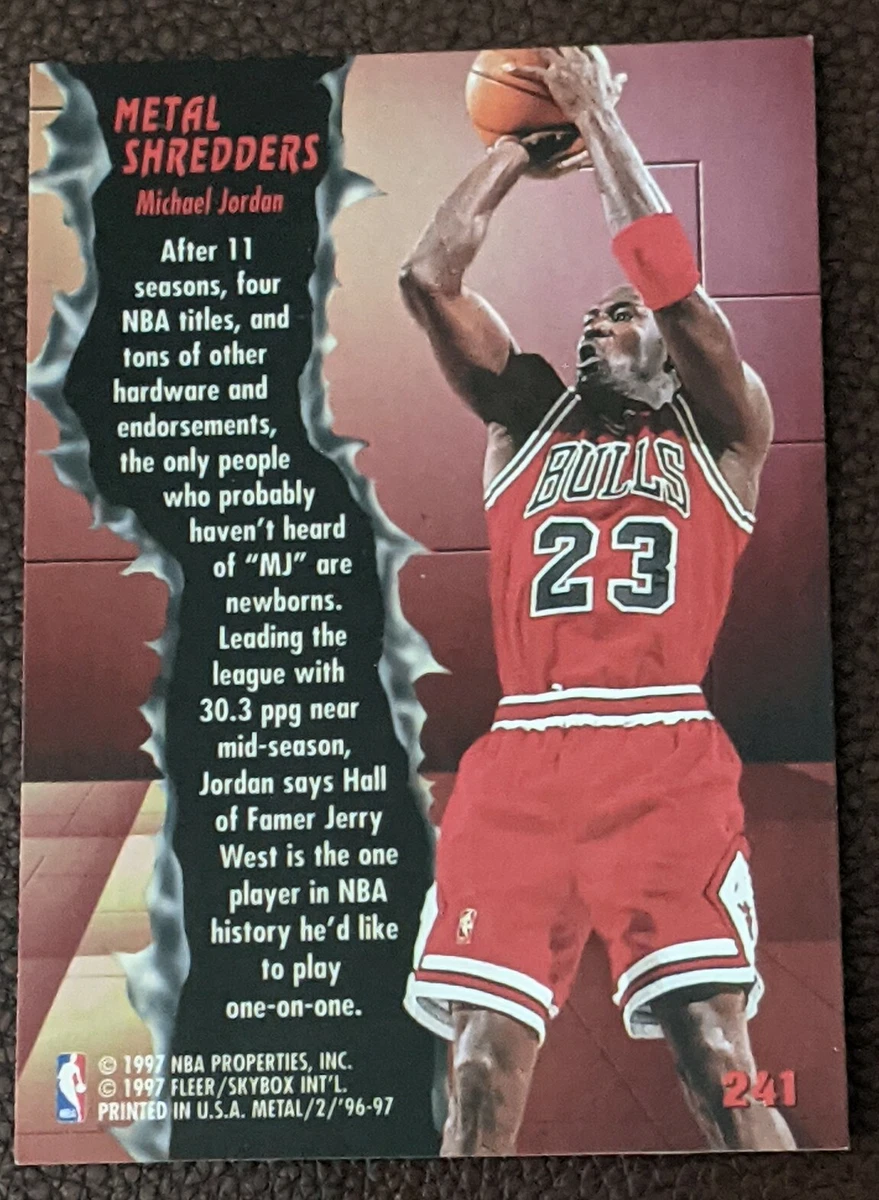 METAL
SHREDDERS
Michael Jordan
After 11
seasons, four
NBA titles, and
tons of other
hardware and
endorsements,
the only people
who probably
haven't heard
of "MJ" are
newborns.
Leading the
league with
30.3 ppg near
mid-season,
Jordan says Hall
of Famer Jerry
West is the one
player in NBA
history he'd like
to play
one-on-one.
BULLS
23
© 1997 NBA PROPERTIES, INC.
© 1997 FLEER/SKYBOX INT'L.
PRINTED IN U.S.A. METAL/2/'96-97
NBA
241